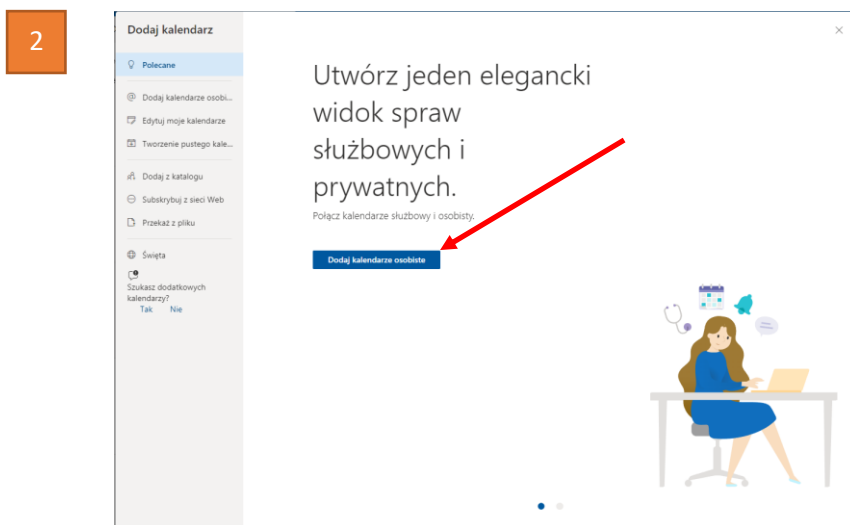 2
Dodaj kalendarz
Polecane
Dodaj kalendarze osobi...
Edytuj moje kalendarze
Tworzenie pustego kale...
Dodaj z katalogu
Subskrybuj z sieci Web
Przekaż z pliku
Święta
Szukasz dodatkowych
kalendarzy?
Tak Nie
Utwórz jeden elegancki
widok spraw
służbowych i
prywatnych.
Połącz kalendarze służbowy i osobisty.
Dodaj kalendarze osobiste